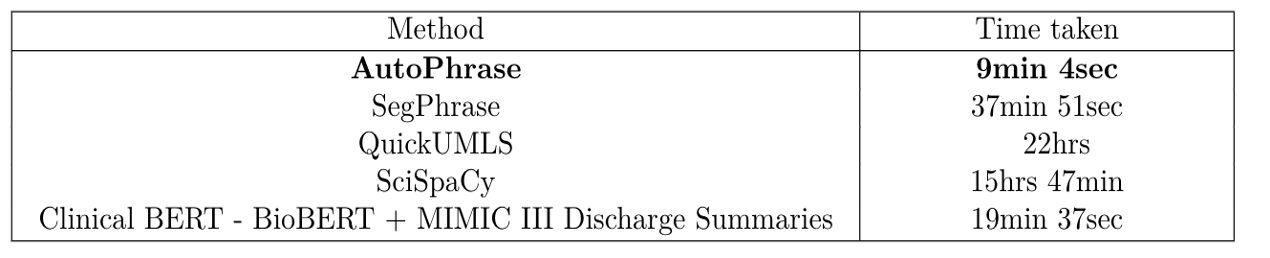 Method Time taken
AutoPhrase 9min 4sec
SegPhrase 37min 51sec
QuickUMLS 22hrs
SciSpaCy 15hrs 47min
Clinical BERT - BioBERT + MIMIC III Discharge Summaries 19min 37sec